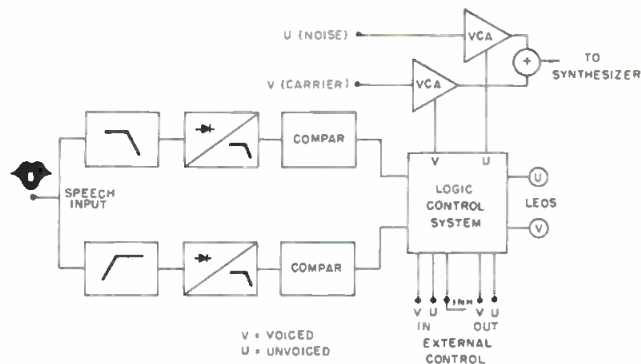 U (NOISE)
VCA
TO
SYNTHESIZER
+
V (CARRIER)
VCA
COMPAR
V U
SPEECH
INPUT
LOGIC
CONTROL
SYSTEM
U
LEDS
V
COMPAR
V U INH V U
IN OUT
EXTERNAL
CONTROL
V = VOICED
U = UNVOICED